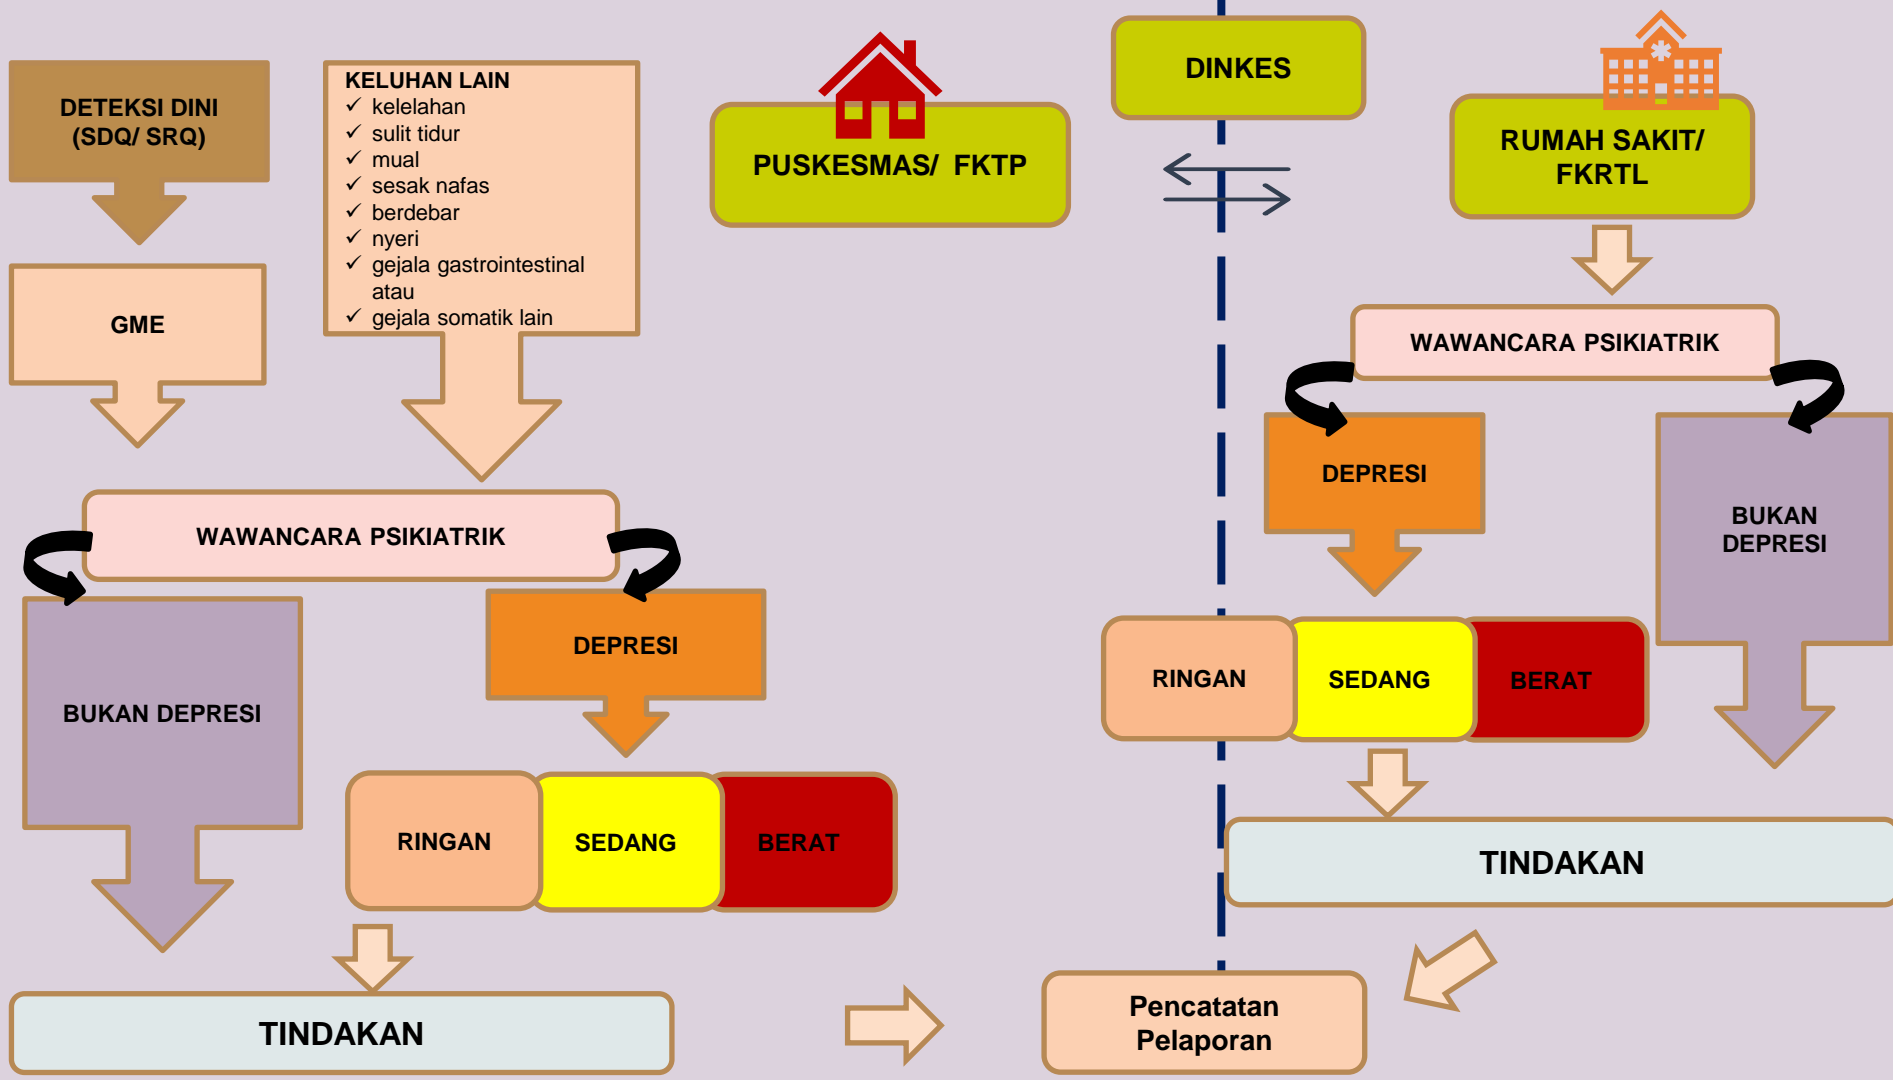 DETEKSI DINI
(SDQ/ SRQ)
GME
KELUHAN LAIN
✓ kelelahan
✓ sulit tidur
✓ mual
✓ sesak nafas
✓ berdebar
✓ nyeri
✓ gejala gastrointestinal
atau
✓ gejala somatik lain
PUSKESMAS/ FKTP
DINKES
RUMAH SAKIT/
FKRTL
WAWANCARA PSIKIATRIK
BUKAN DEPRESI
DEPRESI
RINGAN
SEDANG
BERAT
TINDAKAN
WAWANCARA PSIKIATRIK
DEPRESI
BUKAN
DEPRESI
RINGAN
SEDANG
BERAT
TINDAKAN
Pencatatan
Pelaporan